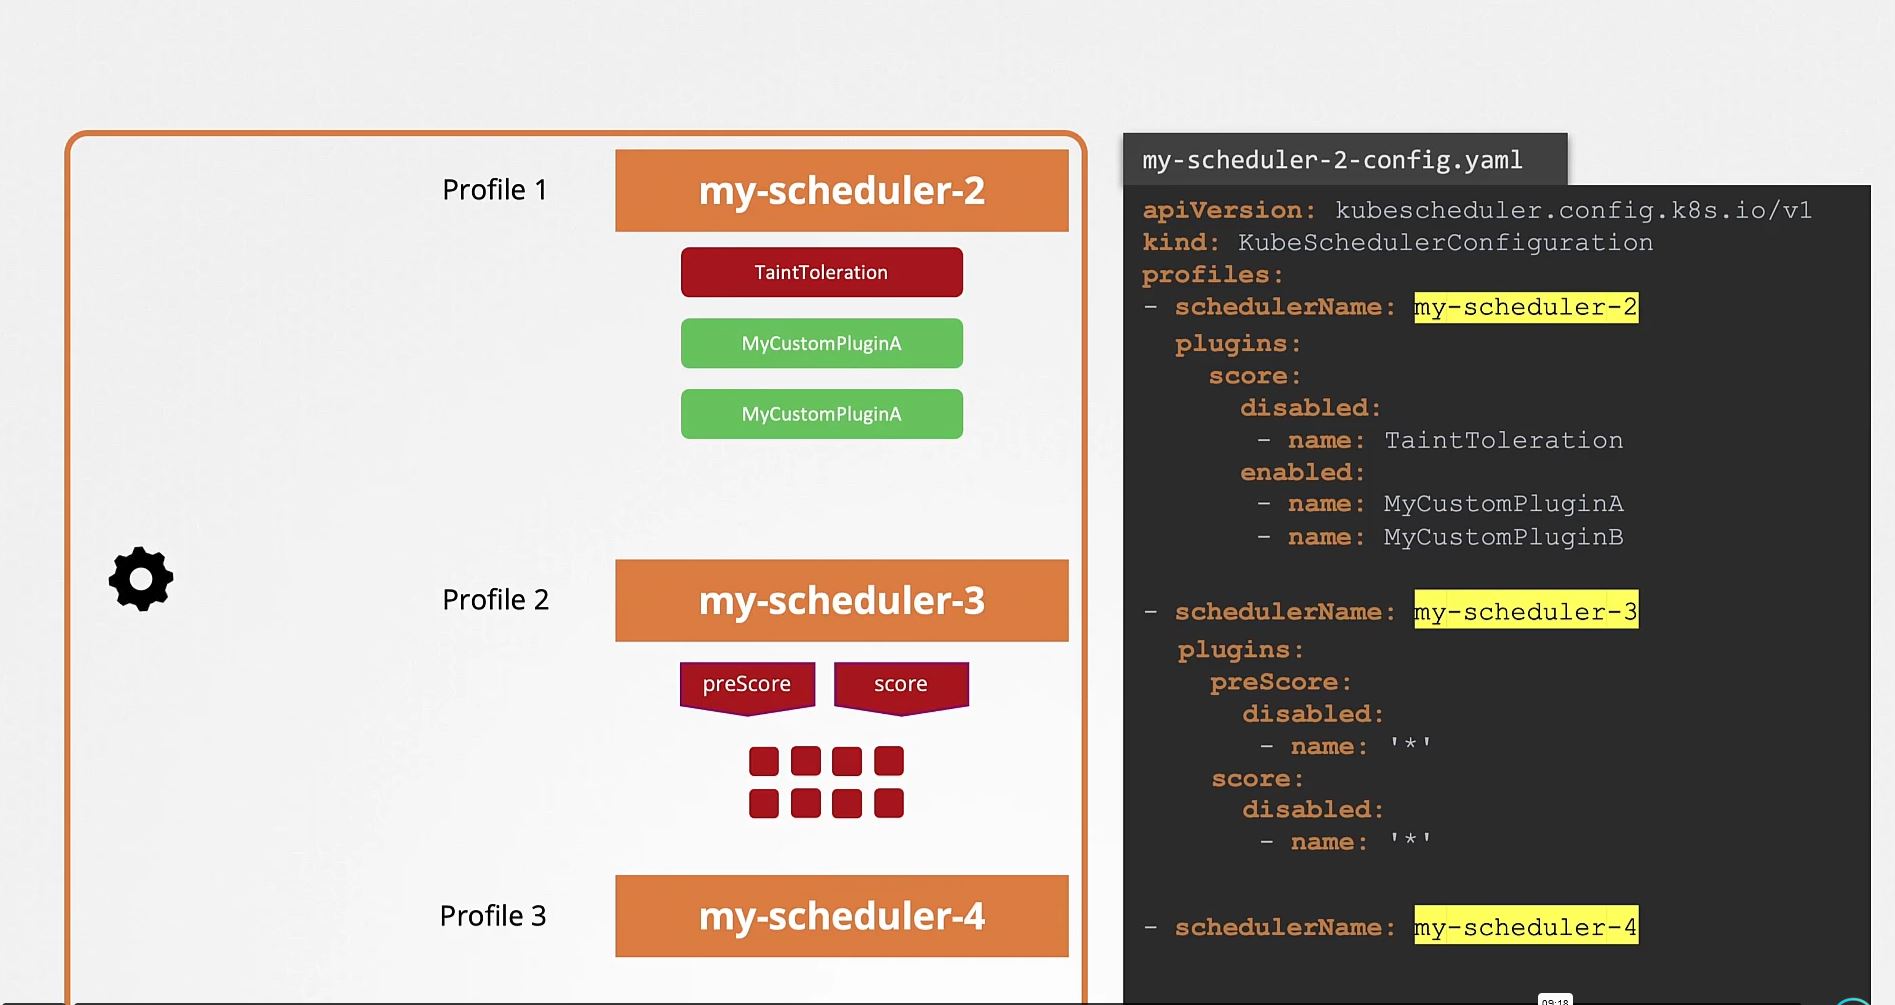 Profile 1
my-scheduler-2
TaintToleration
MyCustomPluginA
MyCustomPluginA
Profile 2
my-scheduler-3
preScore
score
Profile 3
my-scheduler-4
my-scheduler-2-config.yaml
apiVersion: kubescheduler.config.k8s.io/v1
kind: KubeSchedulerConfiguration
profiles:
- schedulerName: my-scheduler-2
plugins:
score:
disabled:
- name: TaintToleration
enabled:
- name: MyCustomPluginA
- name: MyCustomPluginB
- schedulerName: my-scheduler-3
plugins:
preScore:
disabled:
- name: '*'
score:
disabled:
- name: '*'
- schedulerName: my-scheduler-4
09:18